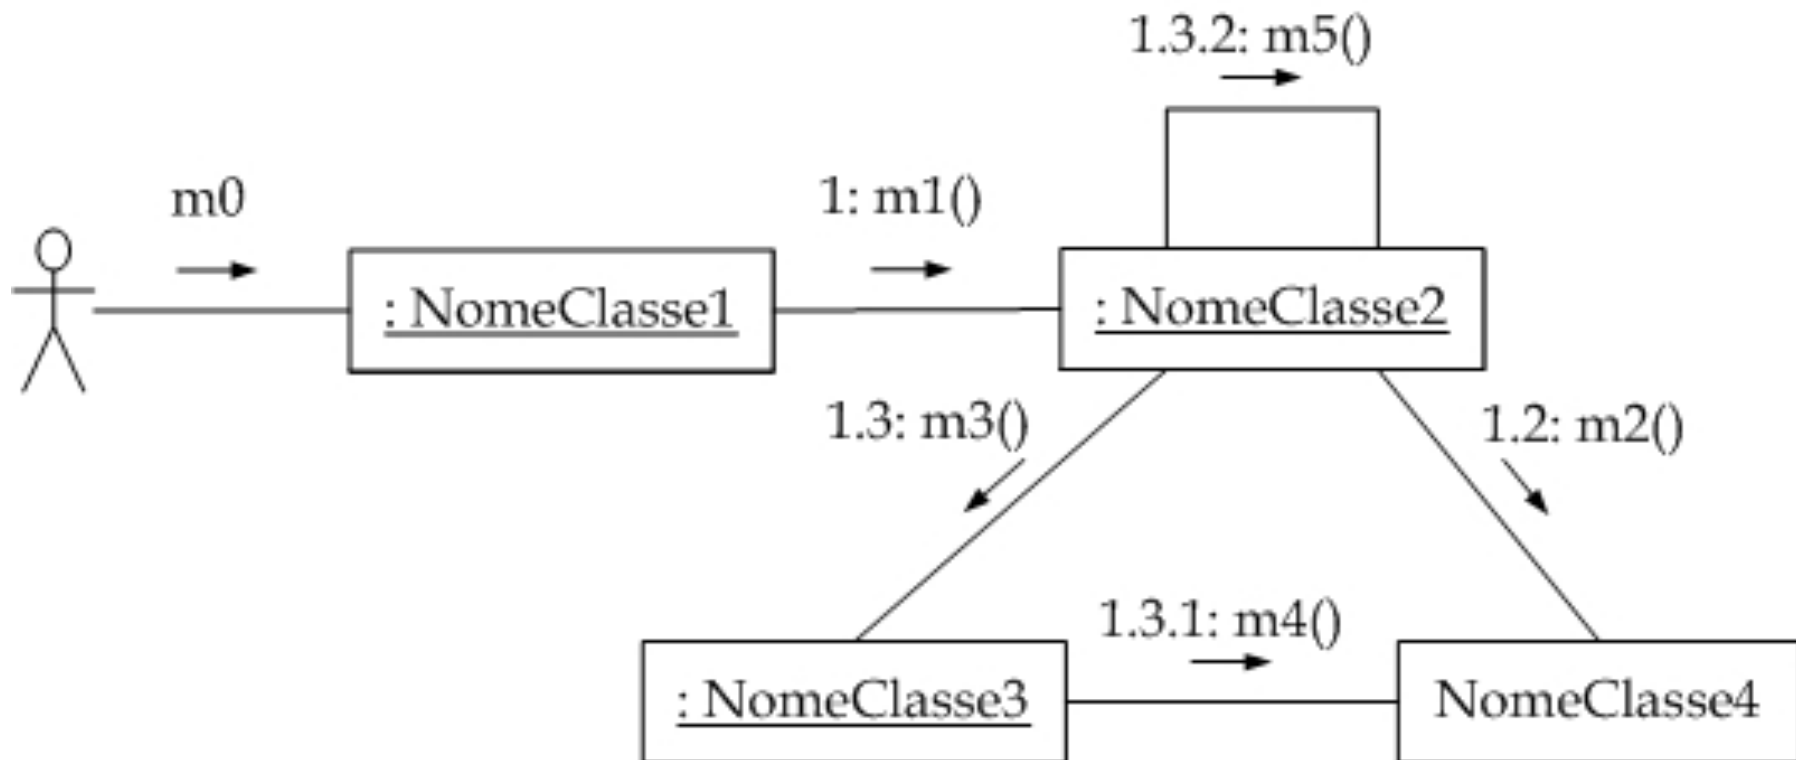 1.3.2: m5()
m0
1: m1()
: NomeClasse1
: NomeClasse2
1.3: m3()
1.2: m2()
1.3.1: m4()
: NomeClasse3
NomeClasse4